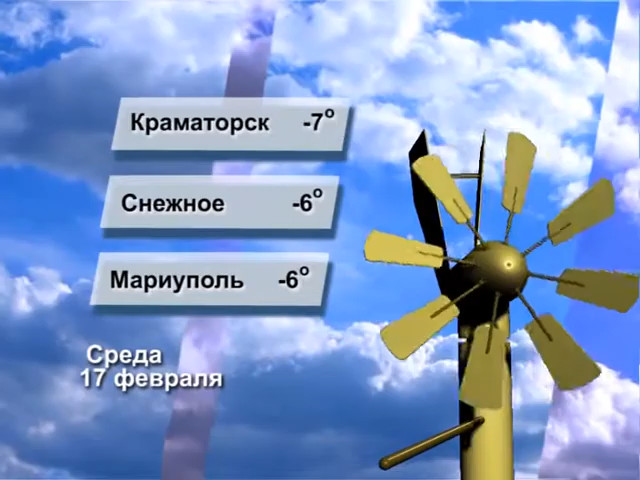 Краматорск -7°
Снежное -6°
Мариуполь -6°
Среда
17 февраля